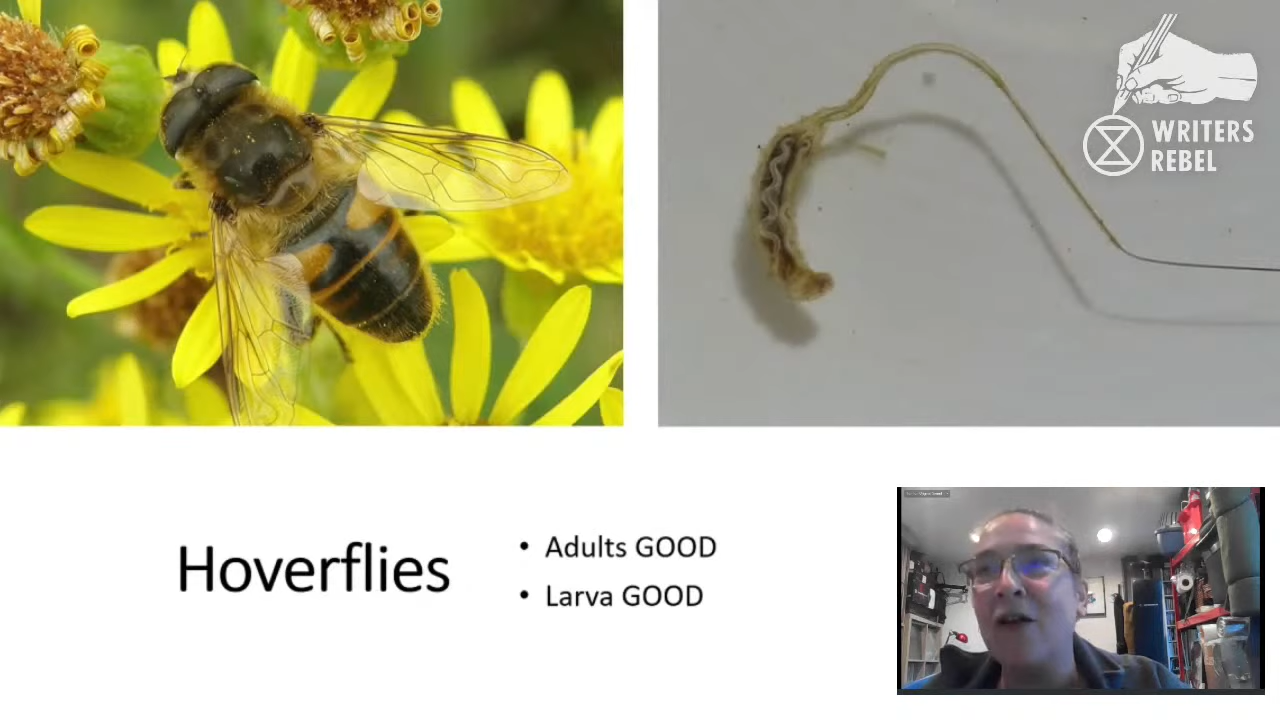 WRITERS
REBEL
Hoverflies
• Adults GOOD
• Larva GOOD